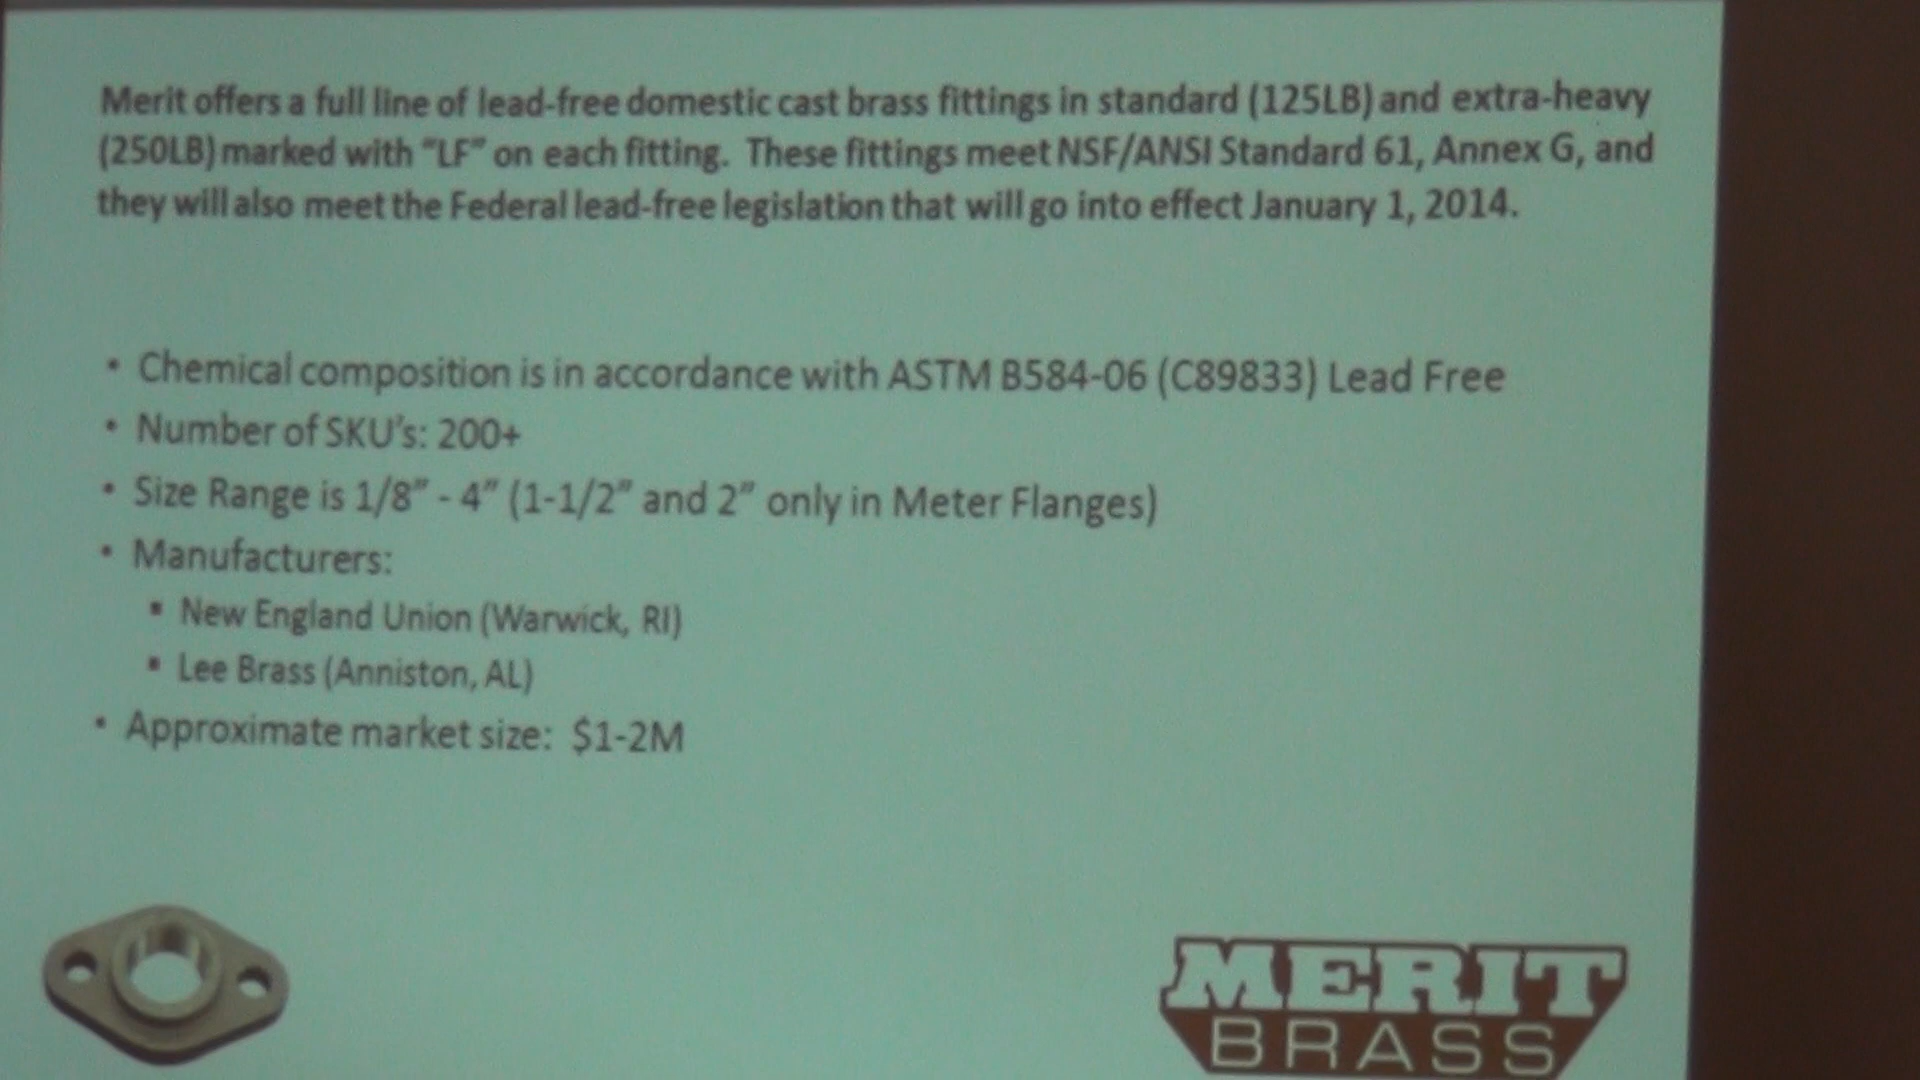 Merit offers a full line of lead-free domestic cast brass fittings in standard (125LB) and extra-heavy
(250LB) marked with "LF" on each fitting.  These fittings meet NSF/ANSI Standard 61, Annex G, and
they will also meet the Federal lead-free legislation that will go into effect January 1, 2014.
• Chemical composition is in accordance with ASTM B584-06 (C89833) Lead Free
• Number of SKU's: 200+
• Size Range is 1/8" - 4" (1-1/2" and 2" only in Meter Flanges)
• Manufacturers:
▪ New England Union (Warwick, RI)
▪ Lee Brass (Anniston, AL)
• Approximate market size:  $1-2M
MERIT
BRASS